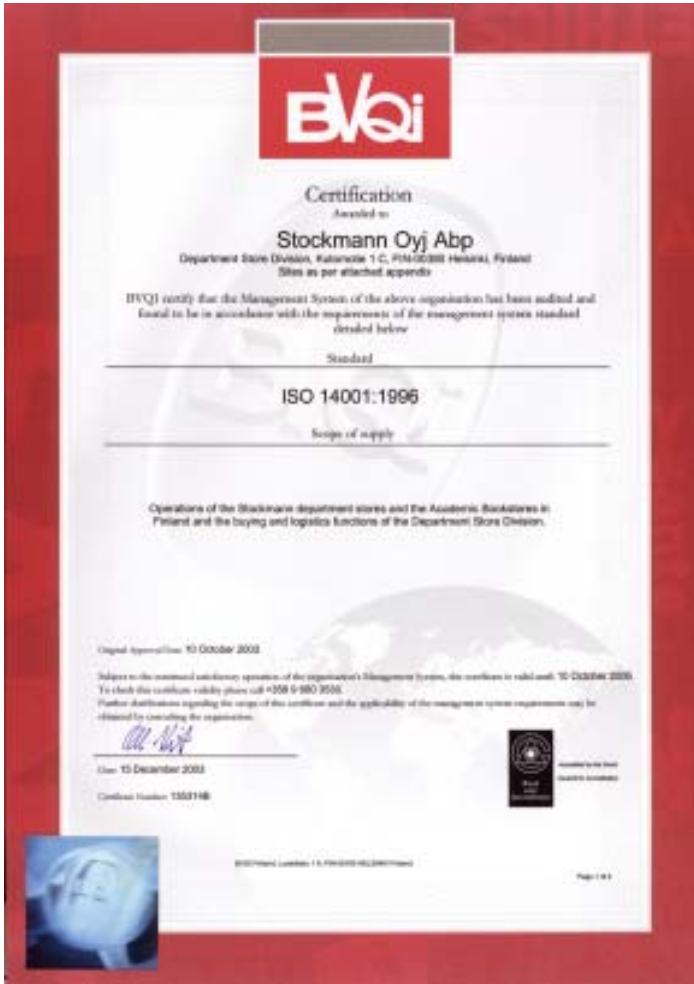 BVQi
Certification
Awarded to
Stockmann Oyj Abp
Department Store Division, Kutomotie 1 C, FIN-00380 Helsinki, Finland
Sites as per attached appendix
BVQI certify that the Management System of the above organisation has been audited and
found to be in accordance with the requirements of the management system standard
detailed below
Standard
ISO 14001:1996
Scope of supply
Operations of the Stockmann department stores and the Academic Bookstores in
Finland and the buying and logistics functions of the Department Store Division.
Original Approval Date: 10 October 2003
Subject to the continued satisfactory operation of the organisation's Management System, this certificate is valid until: 10 October
To check this certificate validity please call
Further clarifications regarding the scope of this certificate and the applicability of the management system requirements may be
obtained by consulting the organisation.
Date: 15 December 2003
Certificate Number:
Page 1 of